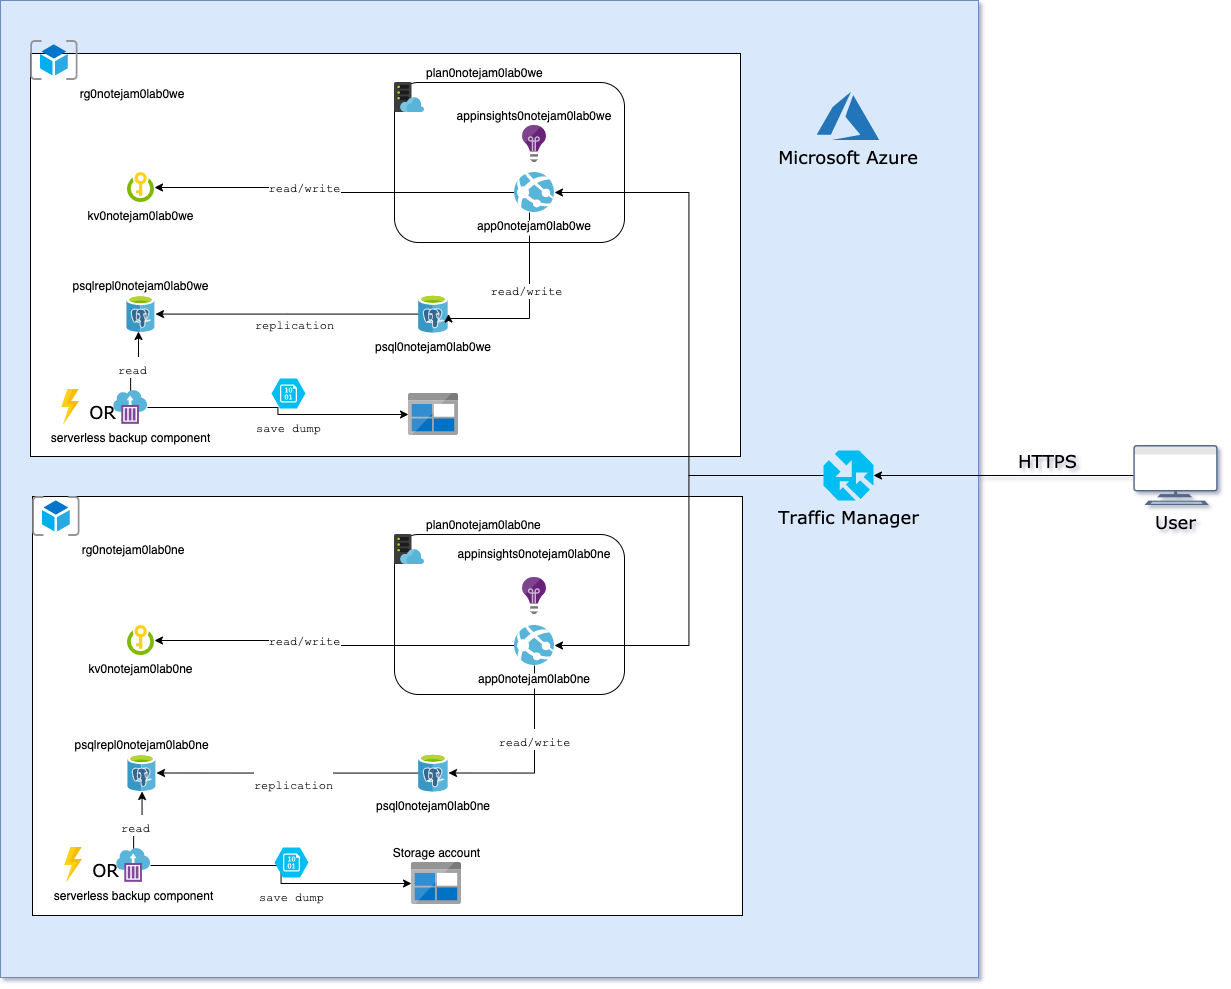 plan0notejam0lab0we
rg0notejam0lab0we
appinsights0notejam0lab0we
Microsoft Azure
read/write
kv0notejam0lab0we
app0notejam0lab0we
psqlrepl0notejam0lab0we
read/write
replication
psql0notejam0lab0we
read
10
01
OR
save dump
serverless backup component
HTTPS
Traffic Manager
User
plan0notejam0lab0ne
rg0notejam0lab0ne
appinsights0notejam0lab0ne
read/write
kv0notejam0lab0ne
app0notejam0lab0ne
psqlrepl0notejam0lab0ne
read/write
replication
psql0notejam0lab0ne
read
Storage account
10
01
OR
save dump
serverless backup component